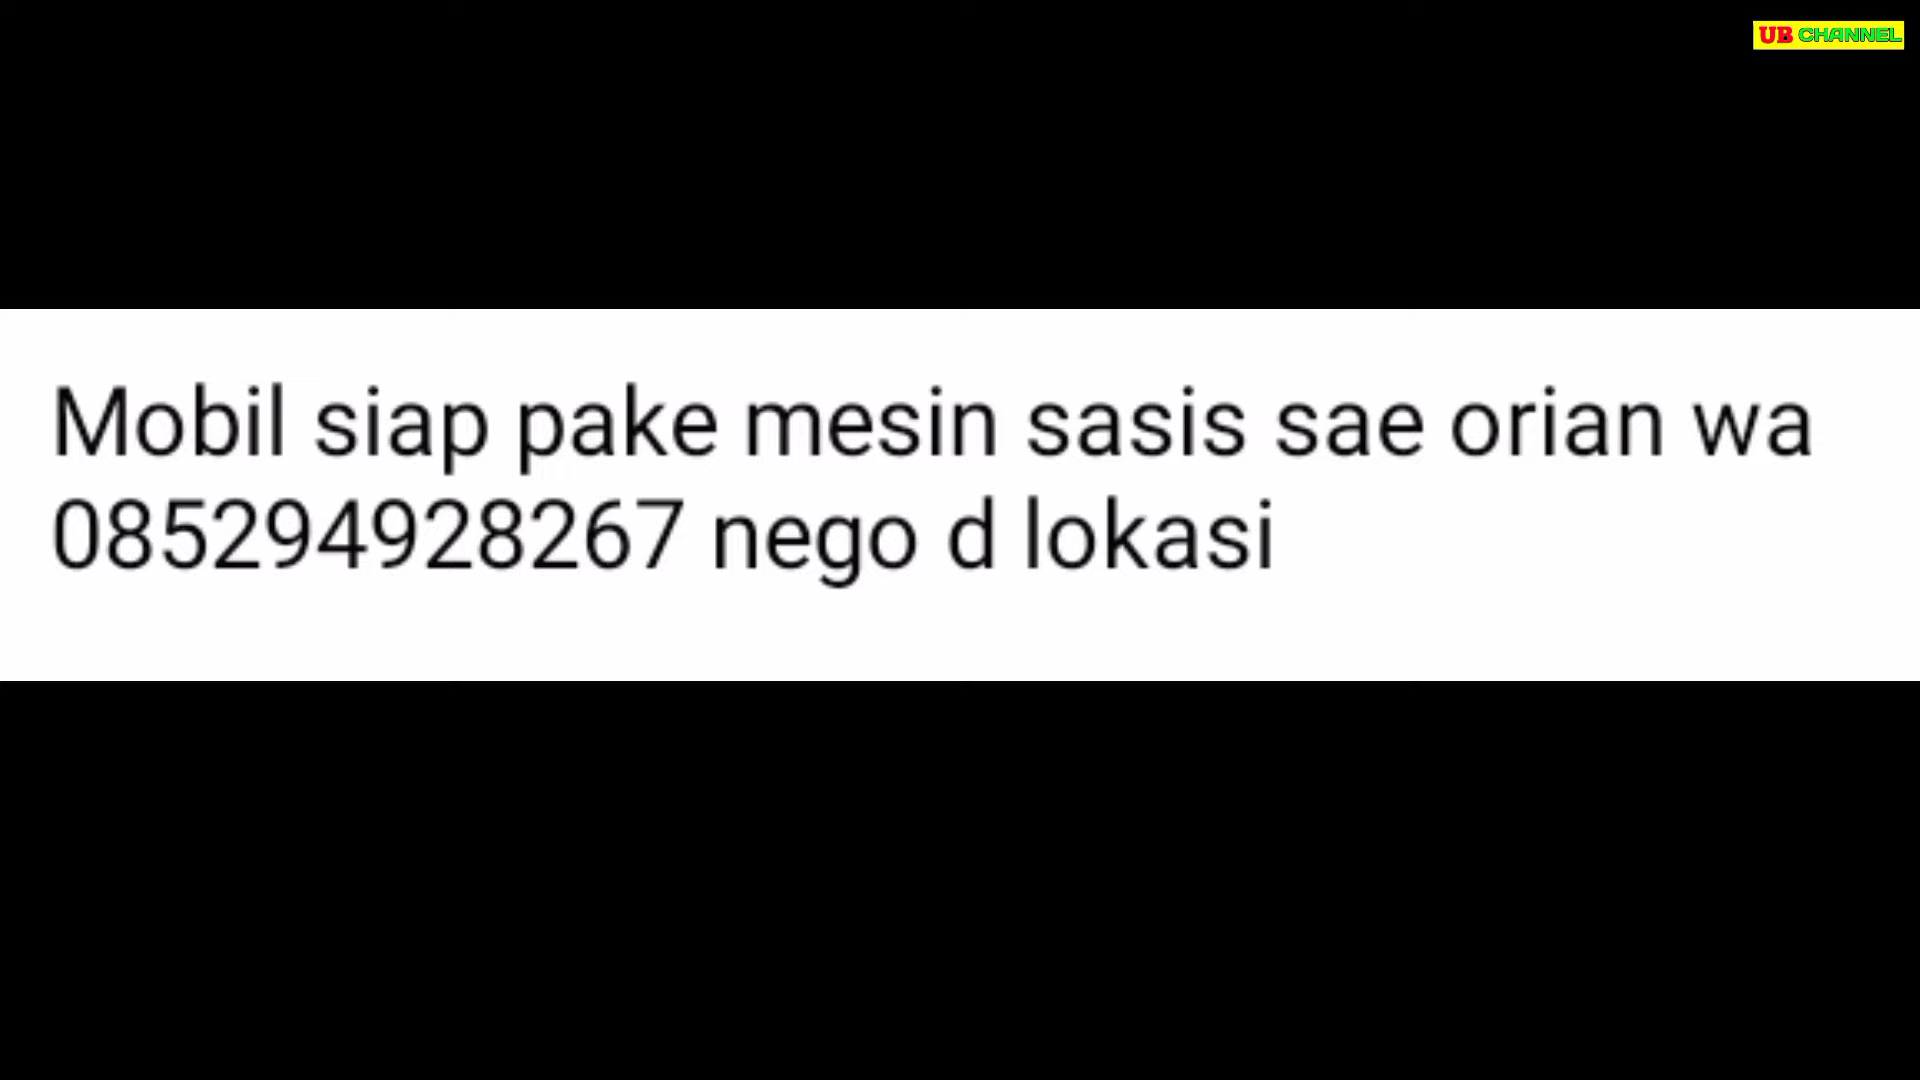 UB CHANNEL
Mobil siap pake mesin sasis sae orian wa
085294928267 nego d lokasi